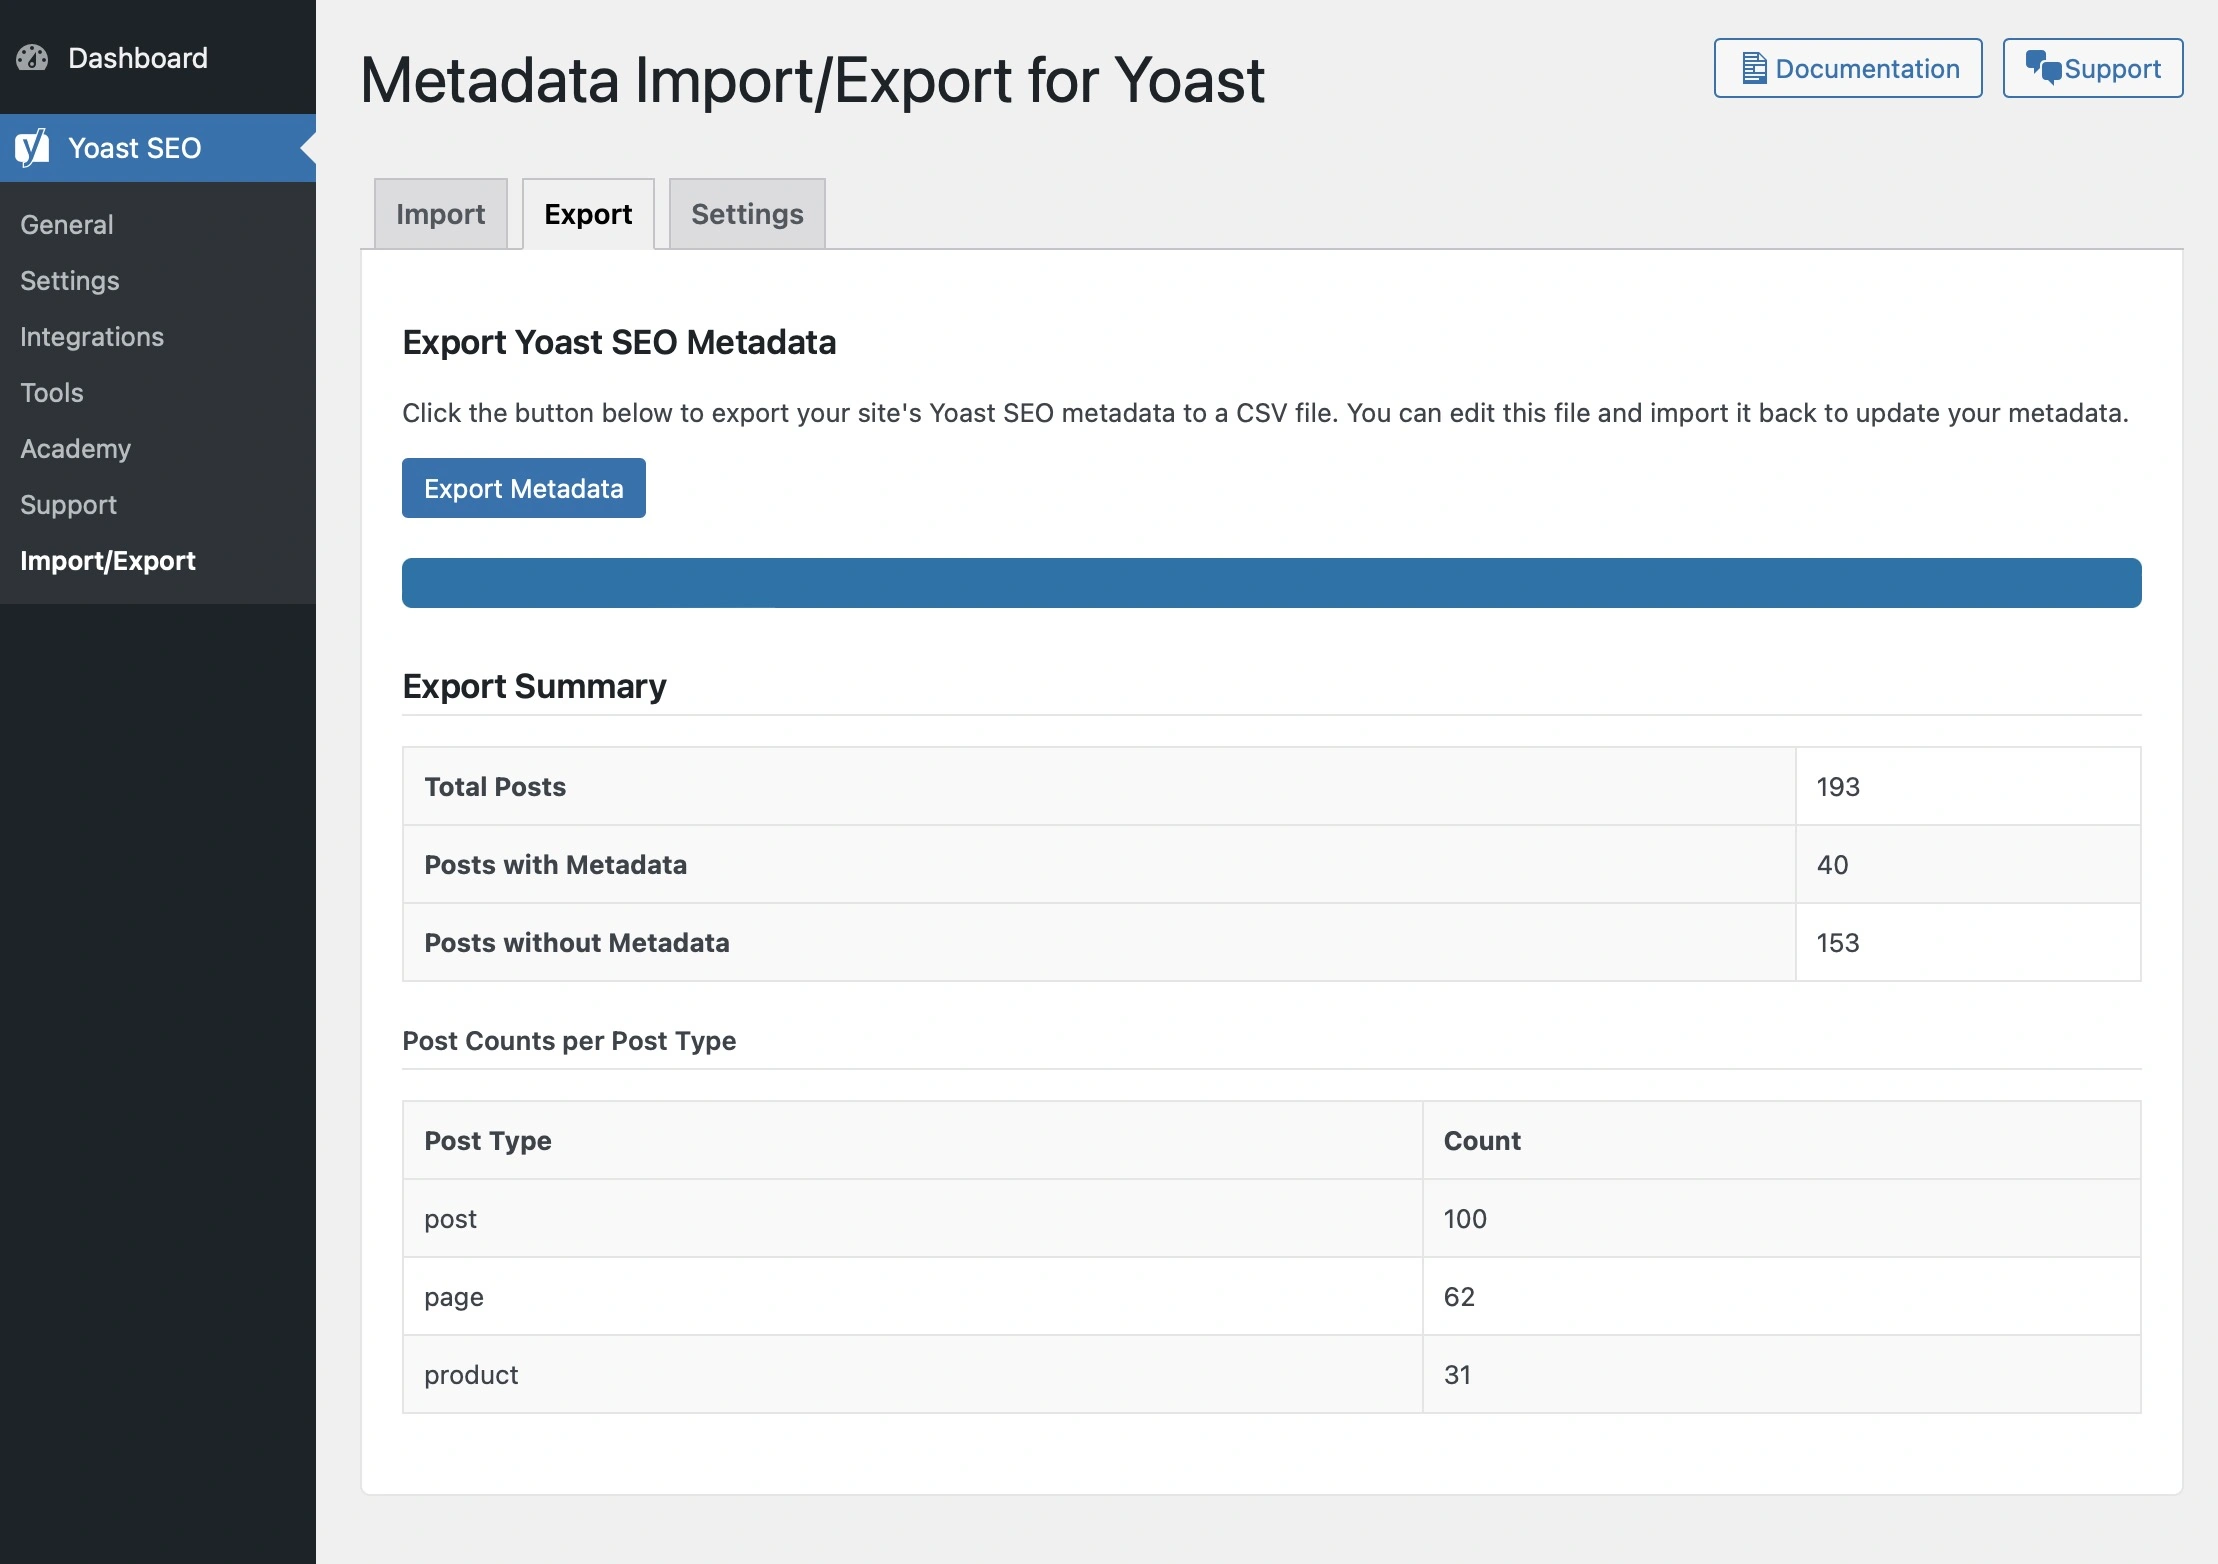 Dashboard
Yoast SEO
General
Settings
Integrations
Tools
Academy
Support
Import/Export
Metadata Import/Export for Yoast
Documentation
Support
Import
Export
Settings
Export Yoast SEO Metadata
Click the button below to export your site's Yoast SEO metadata to a CSV file. You can edit this file and import it back to update your metadata.
Export Metadata
Export Summary
Total Posts 193
Posts with Metadata 40
Posts without Metadata 153
Post Counts per Post Type
Post Type Count
post 100
page 62
product 31